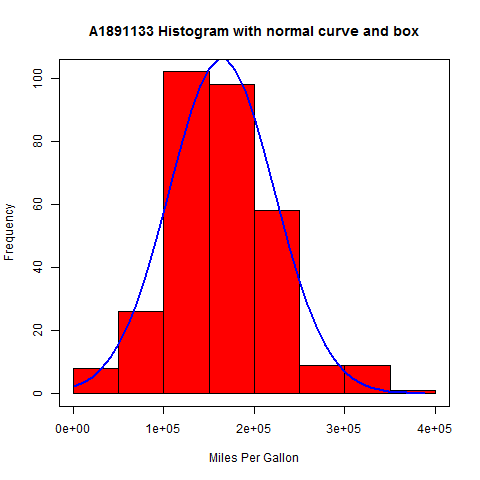 A1891133 Histogram with normal curve and box
Frequency
100
80
60
40
20
0
0e+00 1e+05 2e+05 3e+05 4e+05
Miles Per Gallon